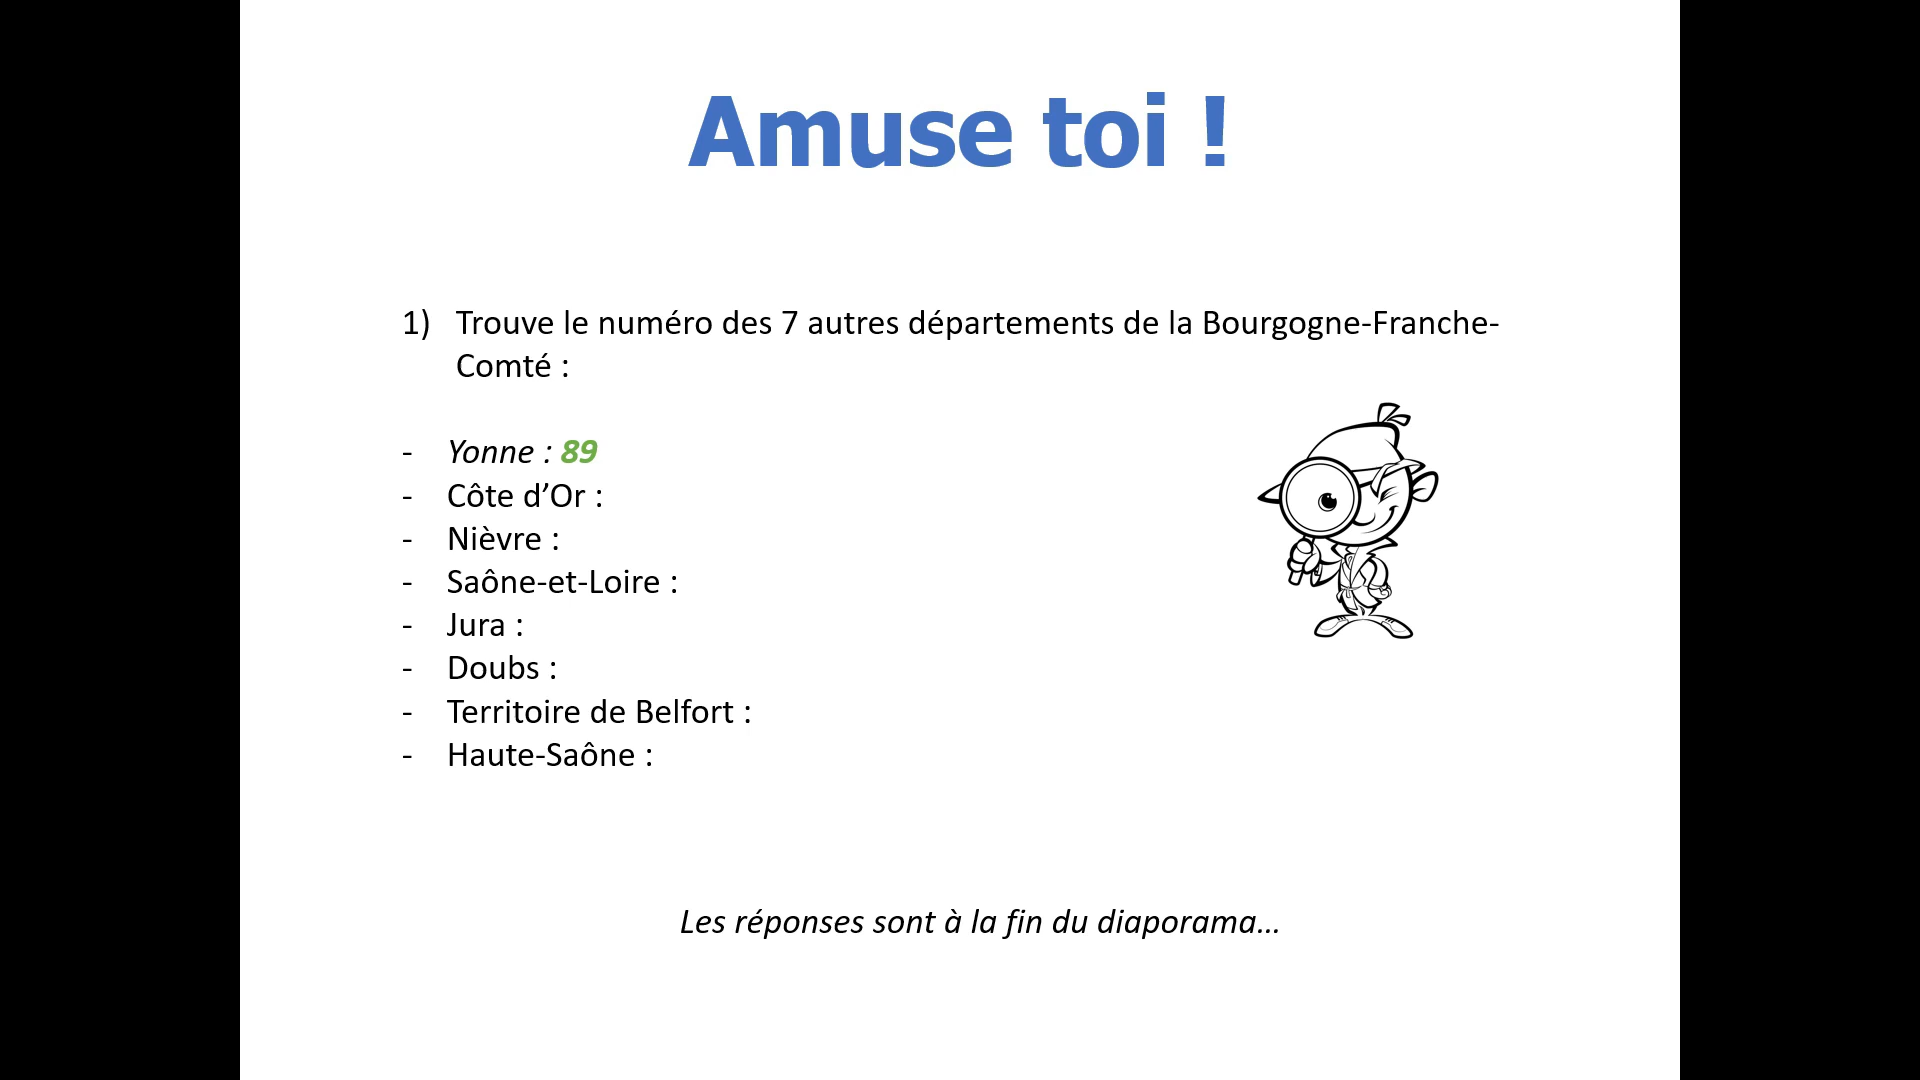 Amuse toi !
1) Trouve le numéro des 7 autres départements de la Bourgogne-Franche-
Comté :
- Yonne : 89
- Côte d’Or :
- Nièvre :
- Saône-et-Loire :
- Jura :
- Doubs :
- Territoire de Belfort :
- Haute-Saône :
Les réponses sont à la fin du diaporama...